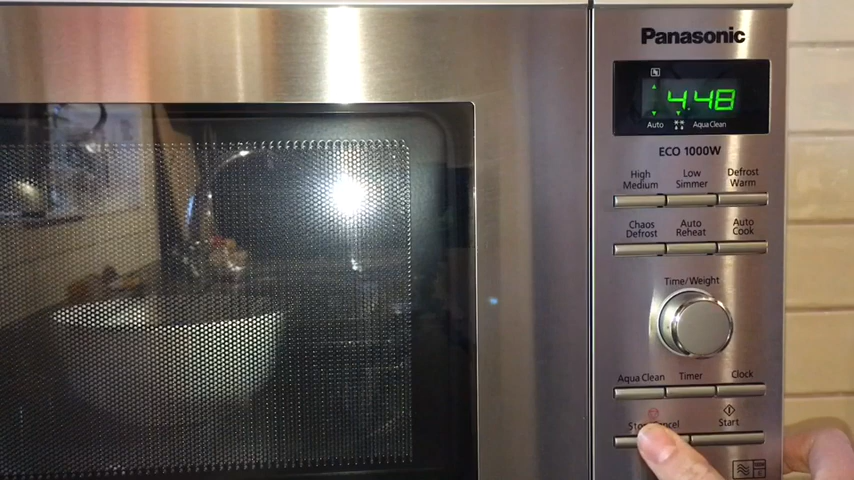 Panasonic
4.48
Auto
Aqua Clean
ECO 1000W
High Medium
Low Simmer
Defrost Warm
Chaos Defrost
Auto Reheat
Auto Cook
Time/Weight
Aqua Clean
Timer
Clock
Start